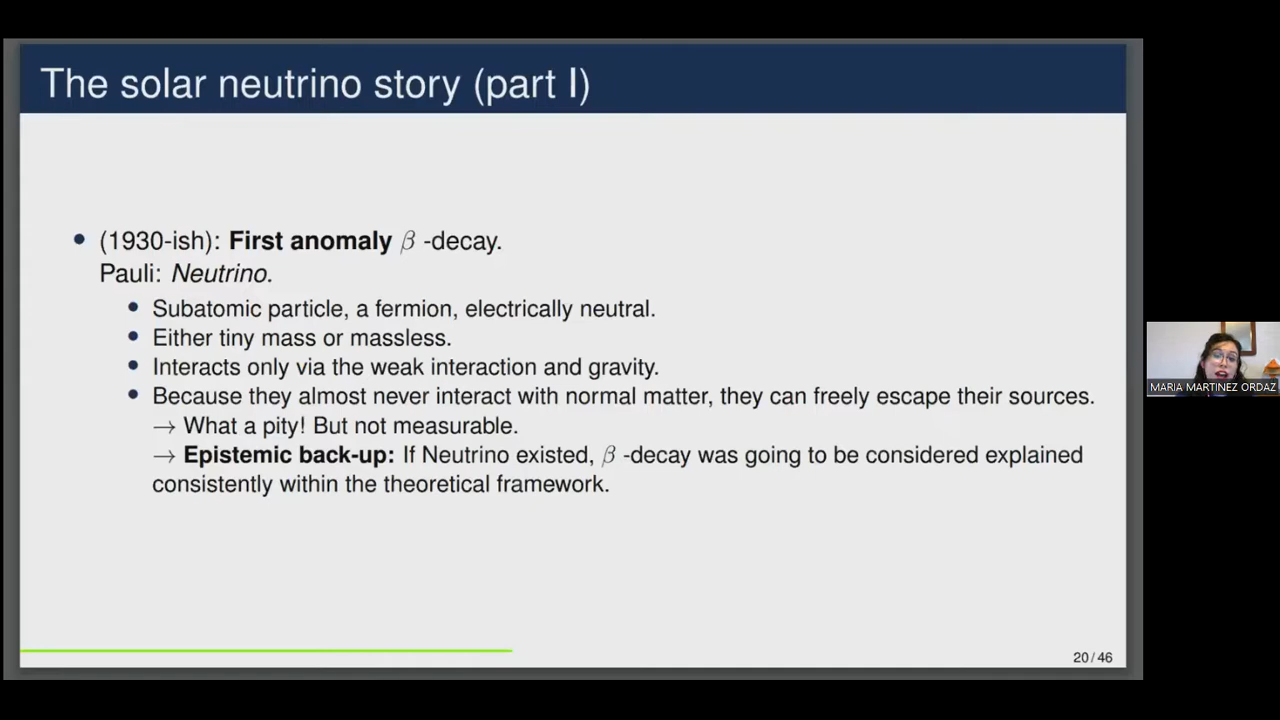 The solar neutrino story (part I)
• (1930-ish): First anomaly β -decay.
Pauli: Neutrino.
• Subatomic particle, a fermion, electrically neutral.
• Either tiny mass or massless.
• Interacts only via the weak interaction and gravity.
• Because they almost never interact with normal matter, they can freely escape their sources.
→ What a pity! But not measurable.
→ Epistemic back-up: If Neutrino existed, β -decay was going to be considered explained
consistently within the theoretical framework.
MARIA MARTINEZ ORDAZ
20 / 46